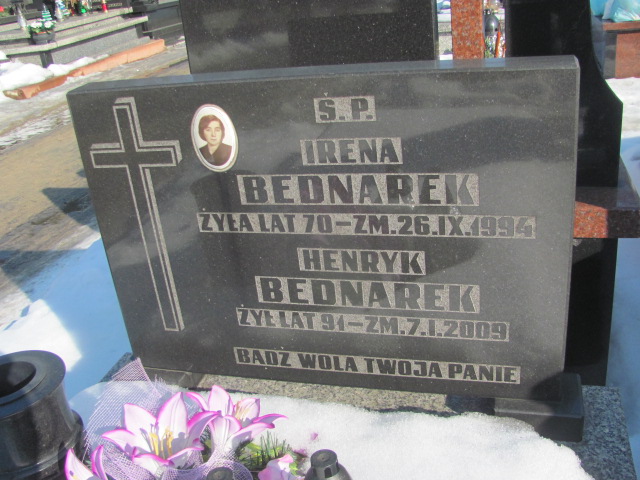 Ś.P.
IRENA
BEDNAREK
ŻYŁA LAT 70-ZM.26.IX.1994
HENRYK
BEDNAREK
ŻYŁ LAT 91-ZM.7.I.2009
BĄDŹ WOLA TWOJA PANIE